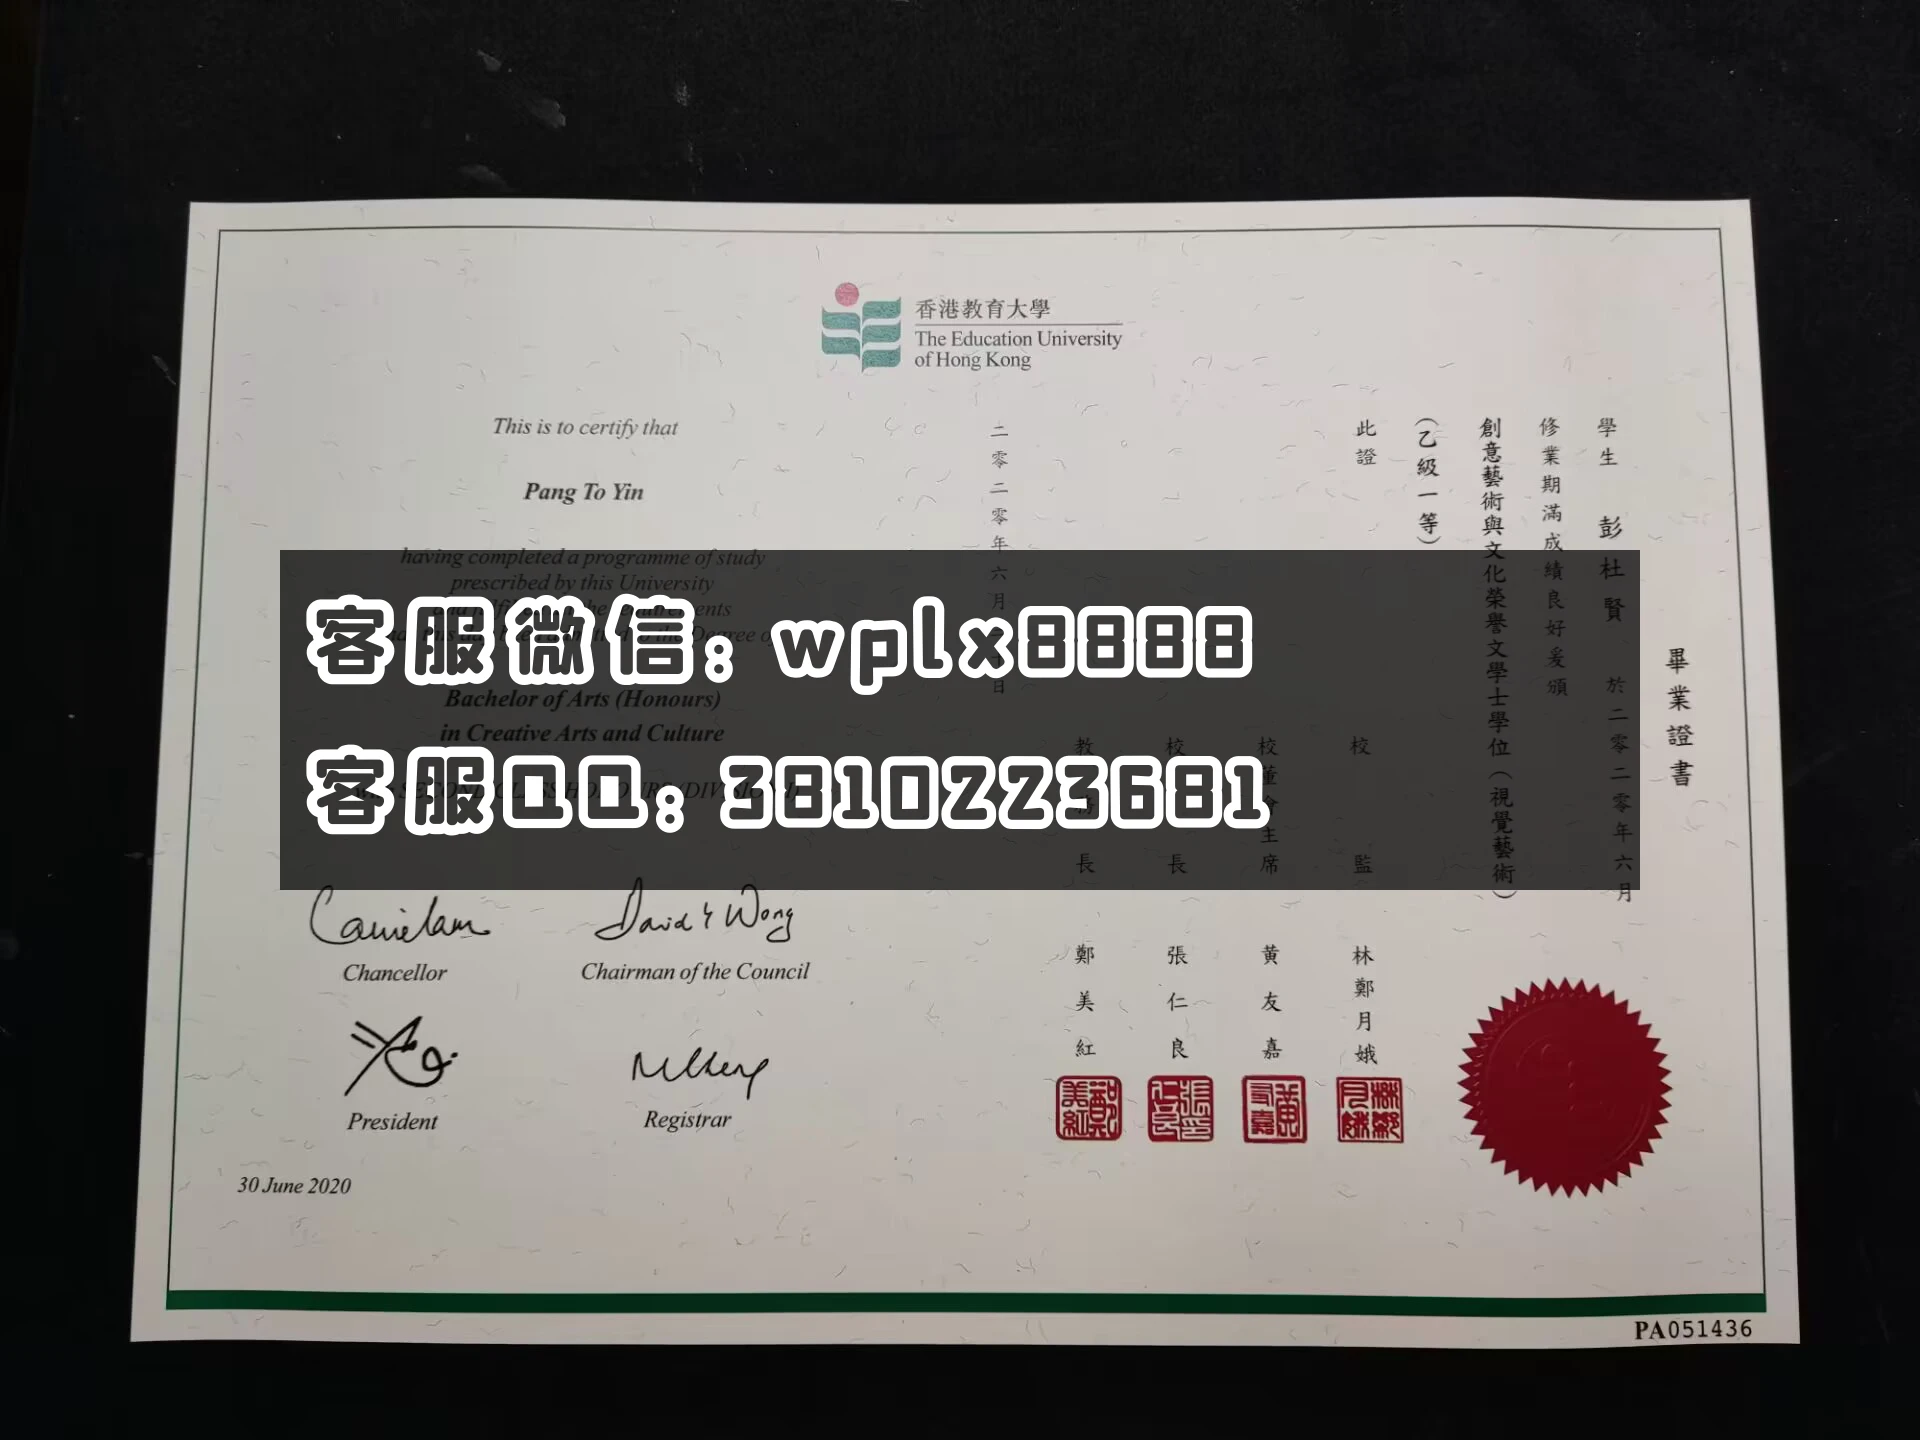 香港教育大學
The Education University
of Hong Kong
This is to certify that
Pang To Yin
having completed a programme of study
prescribed by this University
Bachelor of Arts (Honours)
in Creative Arts and Culture
客服微信: wplx8888
客服QQ: 3810223681
Chancellor
David Y Wong
Chairman of the Council
President
Registrar
30 June 2020
畢業證書
學生 彭杜賢 於二零二零年六月
修業期滿成績良好爰頒
創意藝術與文化榮譽文學士學位(視覺藝術)
(乙級一等)
此證
校監 林鄭月娥
校董會主席 黄友嘉
校長 張仁良
教務長 鄭美紅
二零二零年六月
日
PA051436